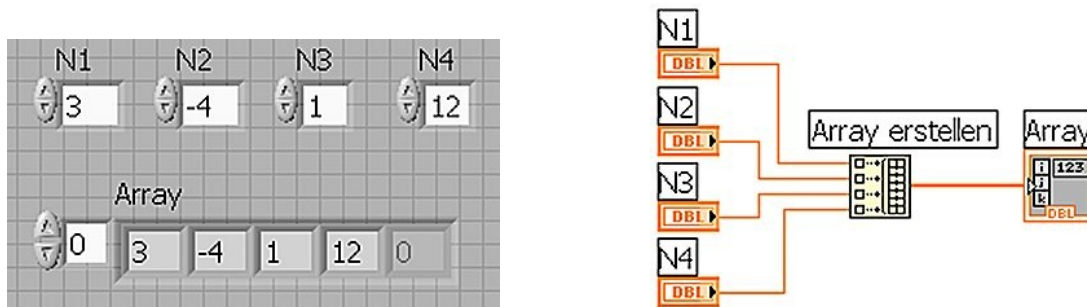 N1 N2 N3 N4
3 -4 1 12
Array
0 3 -4 1 12 0
N1
DBL
N2
DBL
Array erstellen Array
N3
DBL
N4
DBL
i 123
j
k
DBL